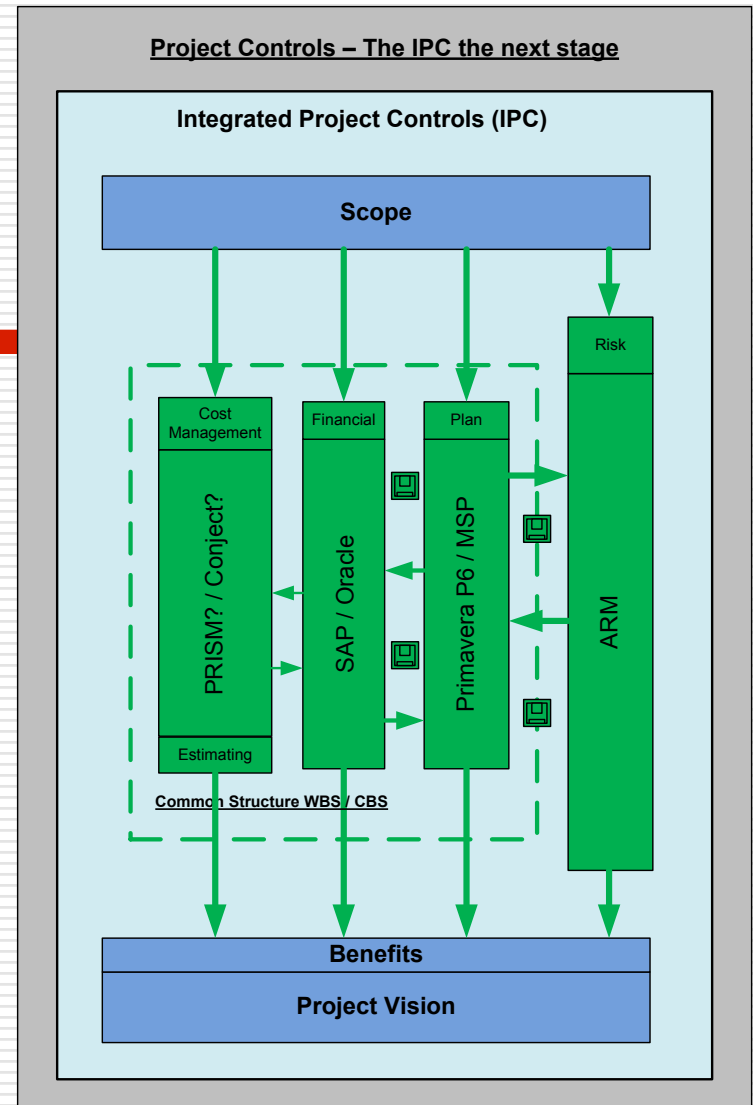 Project Controls – The IPC the next stage
Integrated Project Controls (IPC)
Scope
Risk
Cost
Management
Financial
Plan
PRISM? / Conject?
SAP / Oracle
Primavera P6 / MSP
ARM
Estimating
Common Structure WBS / CBS
Benefits
Project Vision